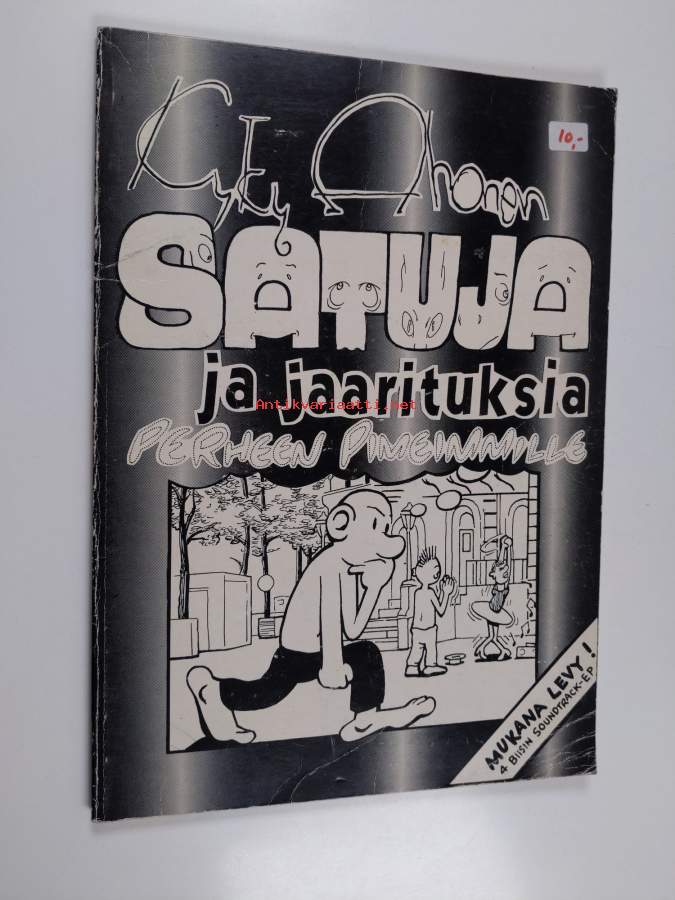 Kyky Ahonen
10,-
SATUJA
ja jaarituksia
Antikvariaatti.net
PERHEEN PIMEIMMILLE
MUKANA LEVY!
4 BIISIN SOUNDTRACK-EP